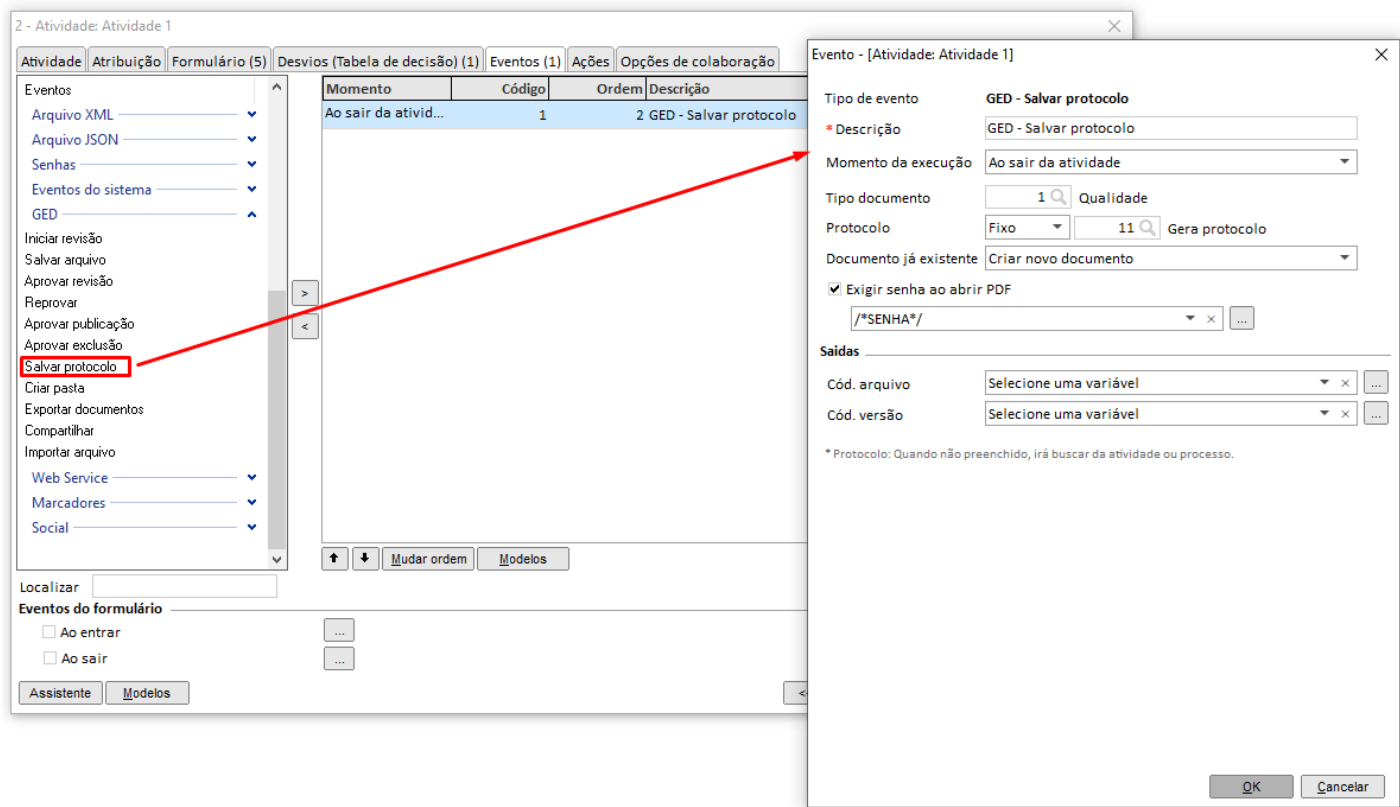 2 - Atividade: Atividade 1
Atividade Atribuição Formulário (5) Desvios (Tabela de decisão) (1) Eventos (1) Ações Opções de colaboração
Eventos
Arquivo XML
Arquivo JSON
Senhas
Eventos do sistema
GED
Iniciar revisão
Salvar arquivo
Aprovar revisão
Reprovar
Aprovar publicação
Aprovar exclusão
Salvar protocolo
Criar pasta
Exportar documentos
Compartilhar
Importar arquivo
Web Service
Marcadores
Social
Localizar
>
<
Momento Código Ordem Descrição
Ao sair da ativid... 1 2 GED - Salvar protocolo
Mudar ordem Modelos
Eventos do formulário
Ao entrar ...
Ao sair ...
Assistente Modelos
Evento - [Atividade: Atividade 1]
Tipo de evento GED - Salvar protocolo
* Descrição GED - Salvar protocolo
Momento da execução Ao sair da atividade
Tipo documento 1 Qualidade
Protocolo Fixo 11 Gera protocolo
Documento já existente Criar novo documento
Exigir senha ao abrir PDF
/*SENHA*/ ...
Saidas
Cód. arquivo Selecione uma variável ...
Cód. versão Selecione uma variável ...
* Protocolo: Quando não preenchido, irá buscar da atividade ou processo.
OK Cancelar